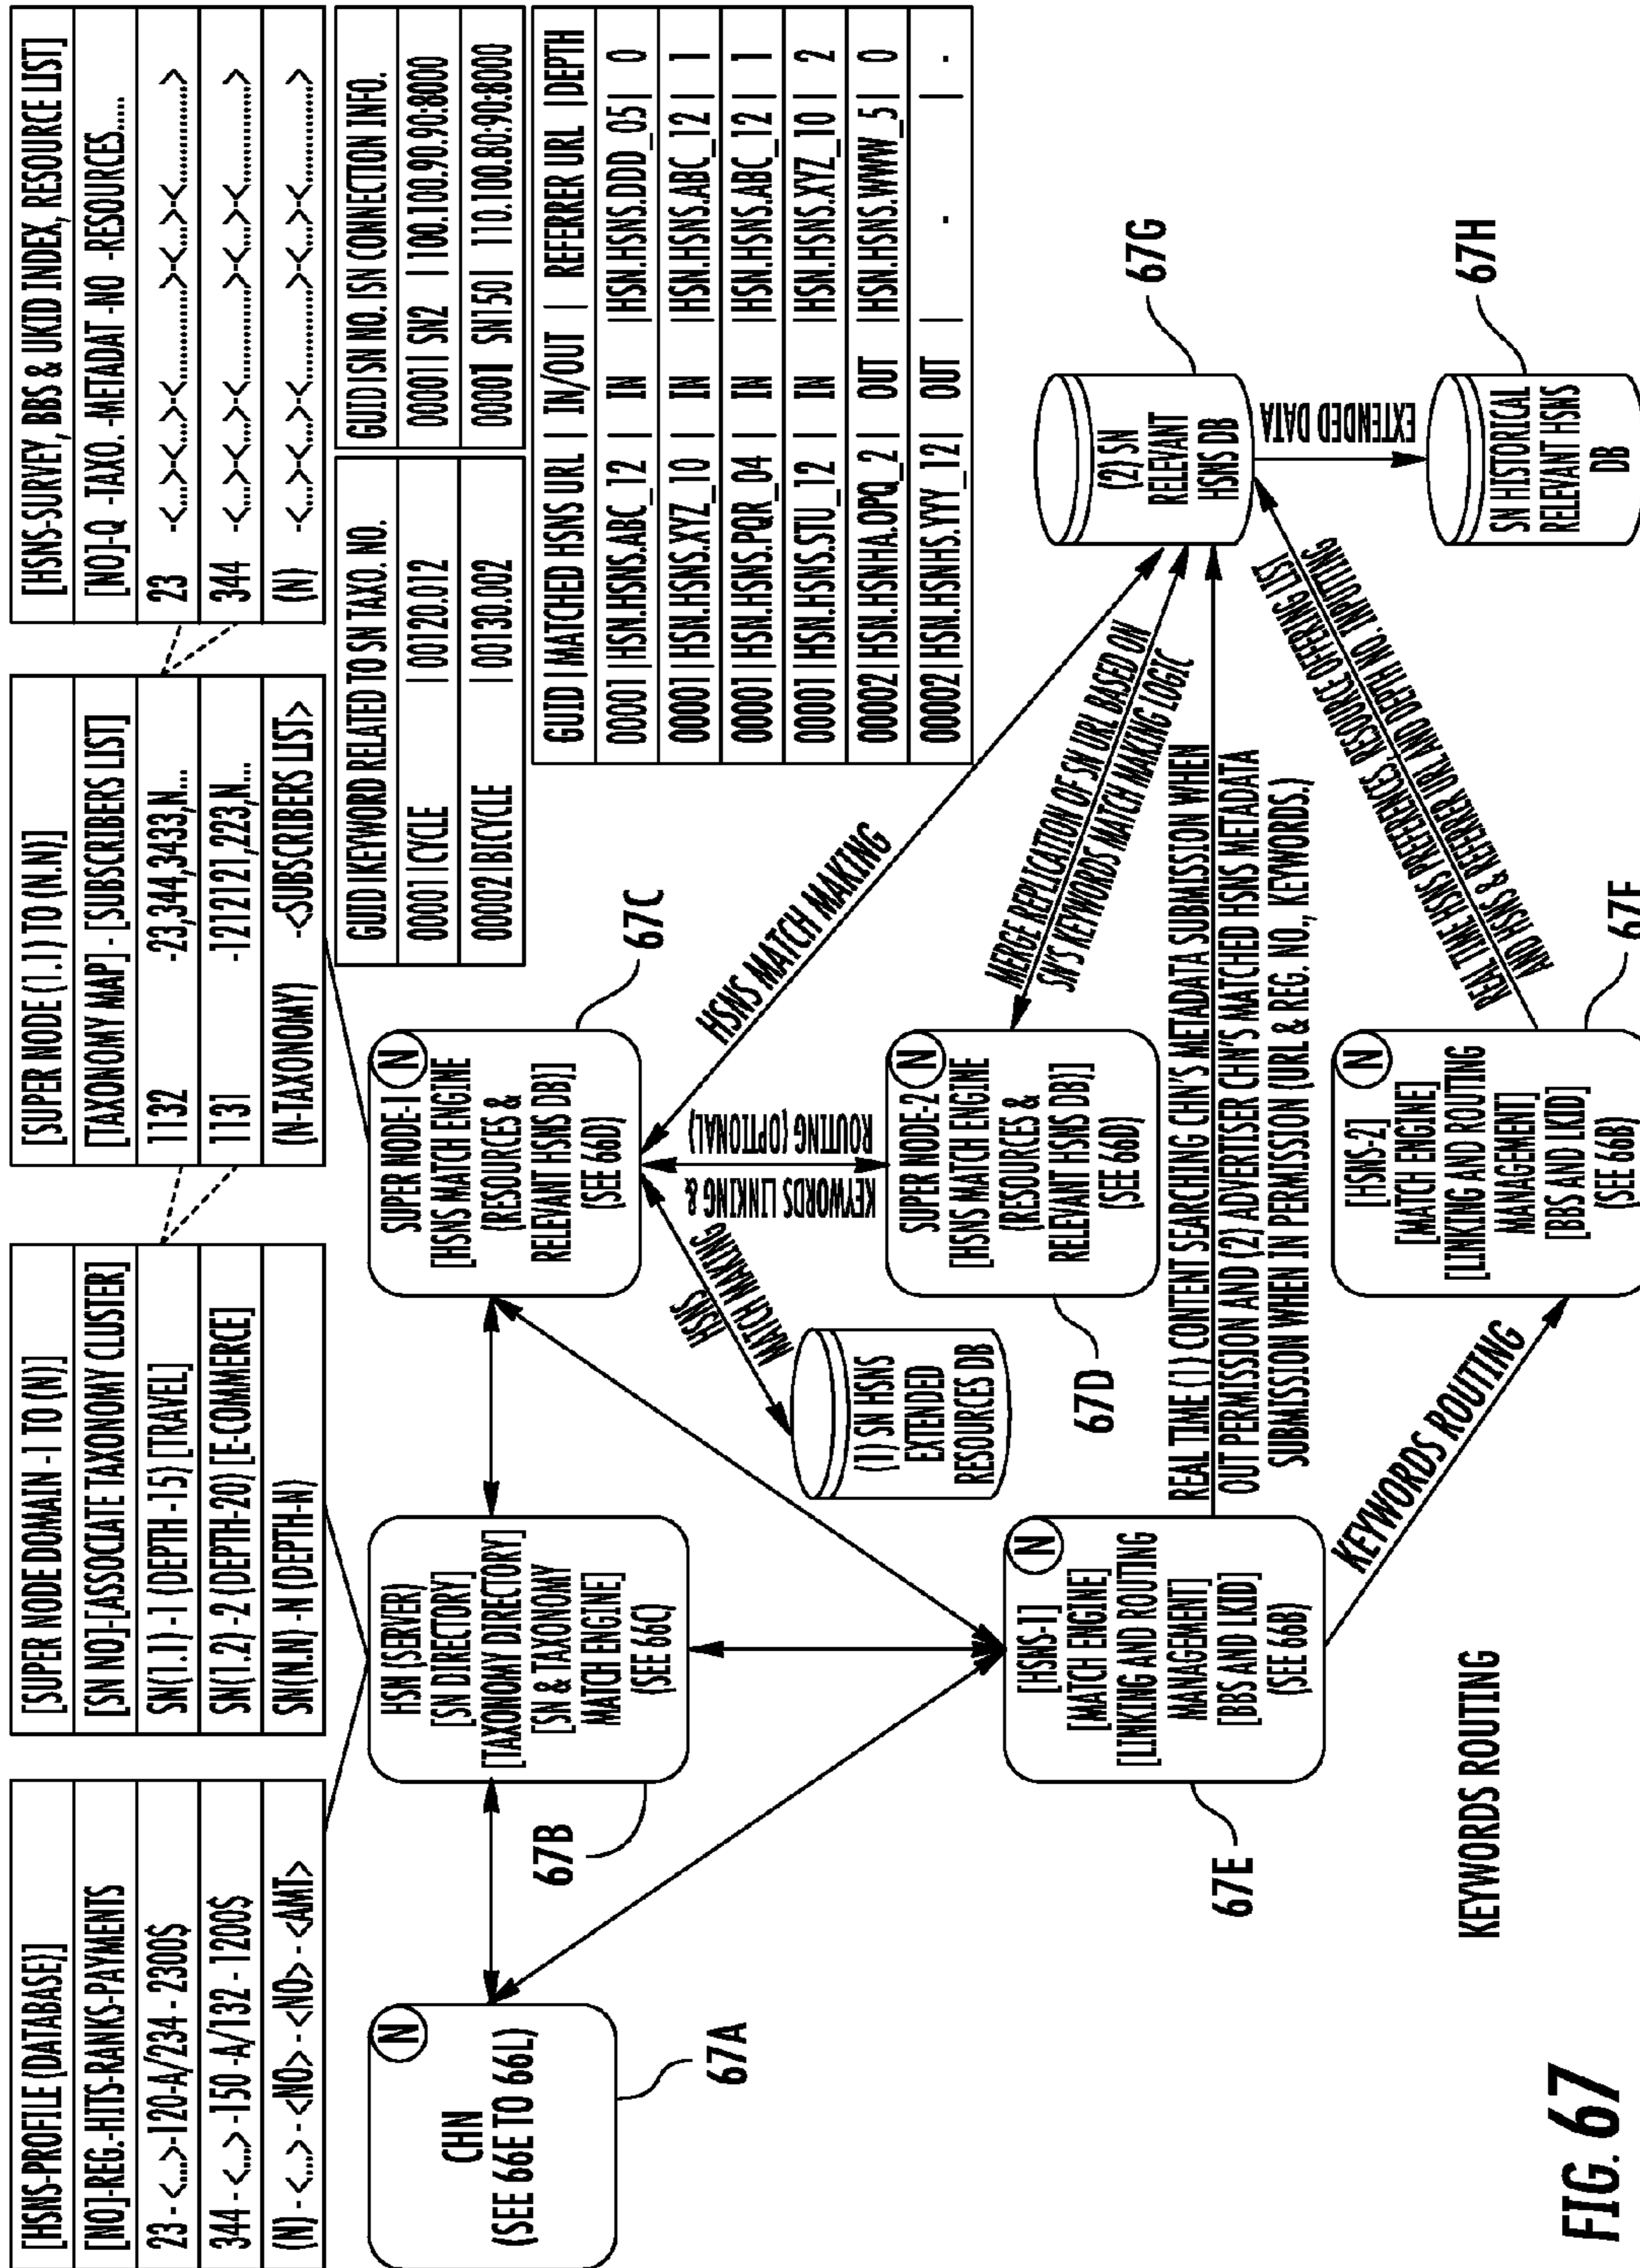 [HSNS-PROFILE (DATABASE)]
[NO]-REG.-HITS-RANKS-PAYMENTS
23 - <...>-120-A/234 - 2300$
344 - <...> -150 -A/132 - 1200$
(N) - <...> - <NO> - <NO> - <AMT>
[SUPER NODE DOMAIN - 1 TO (N)]
[SN NO]-[ASSOCIATE TAXONOMY CLUSTER]
SN(1.1) -1 (DEPTH -15) [TRAVEL]
SN(1.2) -2 (DEPTH-20) [E-COMMERCE]
SN(N.N) -N (DEPTH-N)
[SUPER NODE (1.1) TO (N.N)]
[TAXONOMY MAP] - [SUBSCRIBERS LIST]
1132 -23,344,3433,N...
1131 -1212121,223,N...
(N-TAXONOMY) -<SUBSCRIBERS LIST>
[HSNS-SURVEY, BBS & UKID INDEX, RESOURCE LIST]
[NO]-Q -TAXO. -METADAT -NO -RESOURCES.....
23 -<...>-<...>-<..>-<............>-<..>-<..>-<............>
344 -<...>-<...>-<..>-<............>-<..>-<..>-<............>
(N) -<...>-<...>-<..>-<............>-<..>-<..>-<............>
GUID |KEYWORD RELATED TO SN TAXO. NO.
00001 |CYCLE | 00120.012
00002 |BICYCLE | 00130.002
GUID |SN NO. |SN CONNECTION INFO.
00001 | SN2 | 100.100.90.90:8000
00001 SN150 | 110.100.80:90:8000
GUID | MATCHED HSNS URL | IN/OUT | REFERRER URL |DEPTH
00001 |HSN.HSNS.ABC_12 | IN |HSN.HSNS.DDD_05| 0
00001 |HSN.HSNS.XYZ_10 | IN |HSN.HSNS.ABC_12 | 1
00001 |HSN.HSNS.PQR_04 | IN |HSN.HSNS.ABC_12 | 1
00001 |HSN.HSNS.STU_12 | IN |HSN.HSNS.XYZ_10 | 2
00002 |HSN.HSNHA.OPQ_2 | OUT |HSN.HSNS.WWW_5 | 0
00002 |HSN.HSNHS.YYY_12 | OUT | . | .
N
CHN
(SEE 66E TO 66L)
67A
HSN (SERVER)
[SN DIRECTORY]
[TAXONOMY DIRECTORY]
[SN & TAXONOMY
MATCH ENGINE]
(SEE 66C)
67B
N
SUPER NODE-1
[HSNS MATCH ENGINE
(RESOURCES &
RELEVANT HSNS DB)]
(SEE 66D)
67C
HSNS MATCH MAKING
HSNS
MATCH MAKING
KEYWORDS LINKING &
ROUTING (OPTIONAL)
(1) SN HSNS
EXTENDED
RESOURCES DB
N
SUPER NODE-2
[HSNS MATCH ENGINE
(RESOURCES &
RELEVANT HSNS DB)]
(SEE 66D)
67D
MERGE REPLICATION OF SN URL BASED ON
SN'S KEYWORDS MATCH MAKING LOGIC
N
[HSNS-1]
[MATCH ENGINE]
[LINKING AND ROUTING
MANAGEMENT]
[BBS AND LKID]
(SEE 66B)
67E
REAL TIME (1) CONTENT SEARCHING CHN'S METADATA SUBMISSION WHEN
OUT PERMISSION AND (2) ADVERTISER CHN'S MATCHED HSNS METADATA
SUBMISSION WHEN IN PERMISSION (URL & REG. NO., KEYWORDS.)
KEYWORDS ROUTING
N
[HSNS-2]
[MATCH ENGINE]
[LINKING AND ROUTING
MANAGEMENT]
[BBS AND LKID]
(SEE 66B)
67F
REAL TIME HSNS PREFERENCES, RESOURCE OFFERING LIST
AND HSNS & REFERRER URL AND DEPTH NO. INPUTING
(2) SN
RELEVANT
HSNS DB
67G
EXTENDED DATA
SN HISTORICAL
RELEVANT HSNS
DB
67H
KEYWORDS ROUTING
FIG. 67